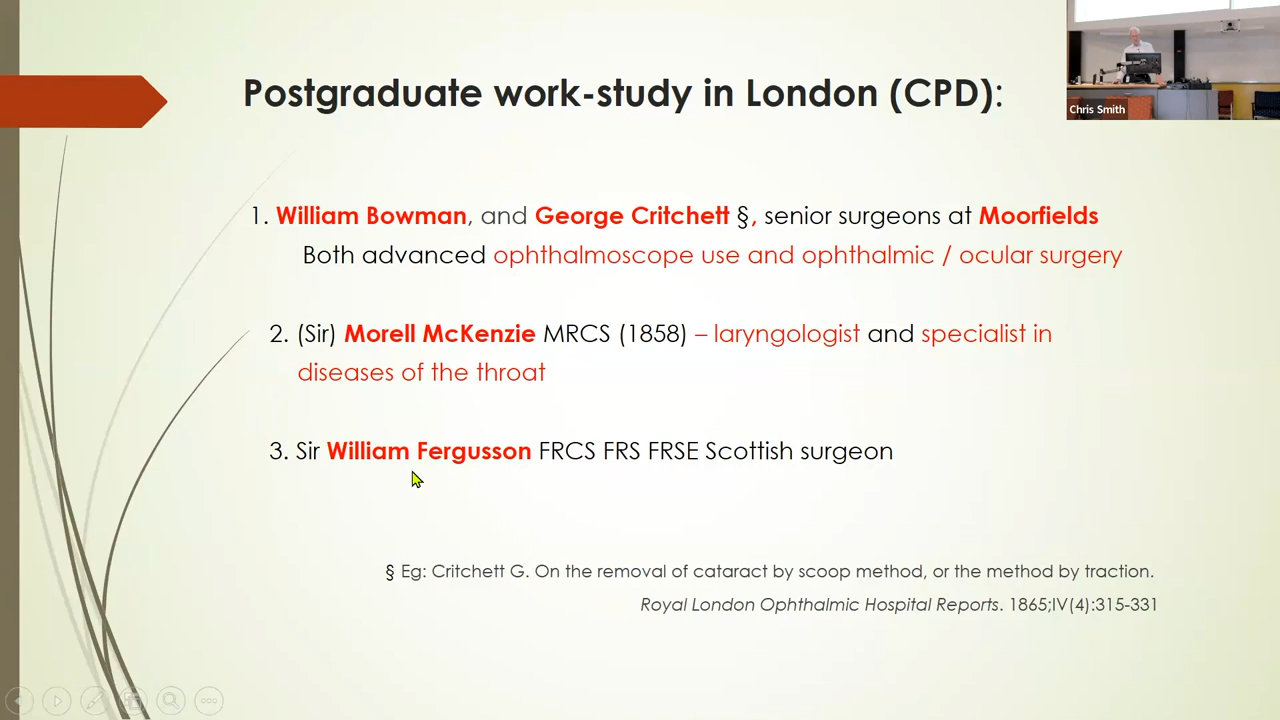 Postgraduate work-study in London (CPD):
Chris Smith
1. William Bowman, and George Critchett §, senior surgeons at Moorfields
Both advanced ophthalmoscope use and ophthalmic / ocular surgery
2. (Sir) Morell McKenzie MRCS (1858) – laryngologist and specialist in
diseases of the throat
3. Sir William Fergusson FRCS FRS FRSE Scottish surgeon
§ Eg: Critchett G. On the removal of cataract by scoop method, or the method by traction.
Royal London Ophthalmic Hospital Reports. 1865;IV(4):315-331